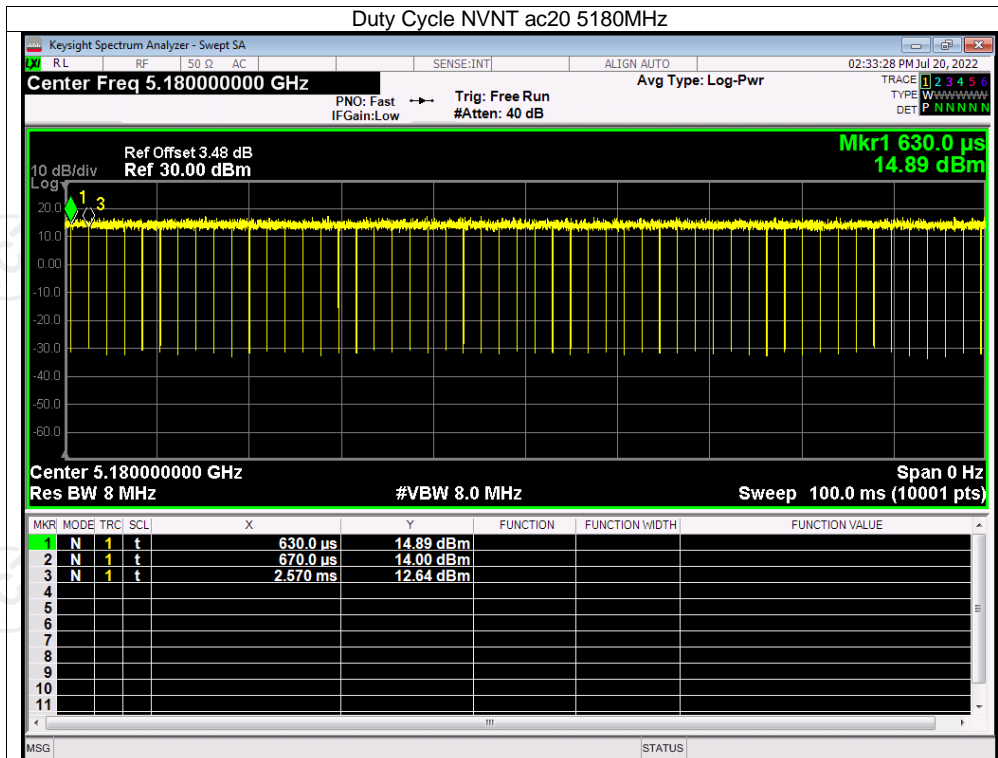 Duty Cycle NVNT ac20 5180MHz
Keysight Spectrum Analyzer - Swept SA
LXI RL RF 50 Ω AC SENSE:INT ALIGN AUTO 02:33:28 PM Jul 20, 2022
Center Freq 5.180000000 GHz Avg Type: Log-Pwr TRACE 1 2 3 4 5 6
PNO: Fast Trig: Free Run TYPE WWWWWW
IFGain:Low #Atten: 40 dB DET P N N N N N
Mkr1 630.0 µs
Ref Offset 3.48 dB
10 dB/div Ref 30.00 dBm 14.89 dBm
Log
1 3
20.0
10.0
0.00
-10.0
-20.0
-30.0
-40.0
-50.0
-60.0
Center 5.180000000 GHz Span 0 Hz
Res BW 8 MHz #VBW 8.0 MHz Sweep 100.0 ms (10001 pts)
MKR MODE TRC SCL X Y FUNCTION FUNCTION WIDTH FUNCTION VALUE
1 N 1 t 630.0 µs 14.89 dBm
2 N 1 t 670.0 µs 14.00 dBm
3 N 1 t 2.570 ms 12.64 dBm
4
5
6
7
8
9
10
11
MSG STATUS